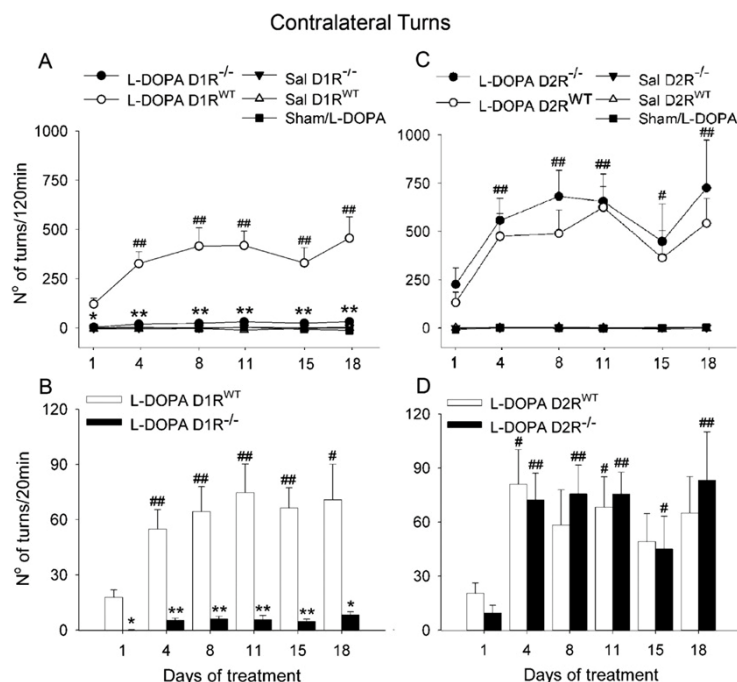 Contralateral Turns
A
L-DOPA D1R-/-
Sal D1R-/-
L-DOPA D1RWT
Sal D1RWT
Sham/L-DOPA
N° of turns/120min
1000
750
500
250
0
##
##
##
##
##
*
**
**
**
**
**
1 4 8 11 15 18
C
L-DOPA D2R-/-
Sal D2R-/-
L-DOPA D2RWT
Sal D2RWT
Sham/L-DOPA
1000
750
500
250
0
##
##
##
#
##
1 4 8 11 15 18
B
L-DOPA D1RWT
L-DOPA D1R-/-
N° of turns/20min
120
90
60
30
0
##
##
##
##
#
*
**
**
**
**
*
1 4 8 11 15 18
Days of treatment
D
L-DOPA D2RWT
L-DOPA D2R-/-
120
90
60
30
0
#
##
##
#
##
#
##
1 4 8 11 15 18
Days of treatment